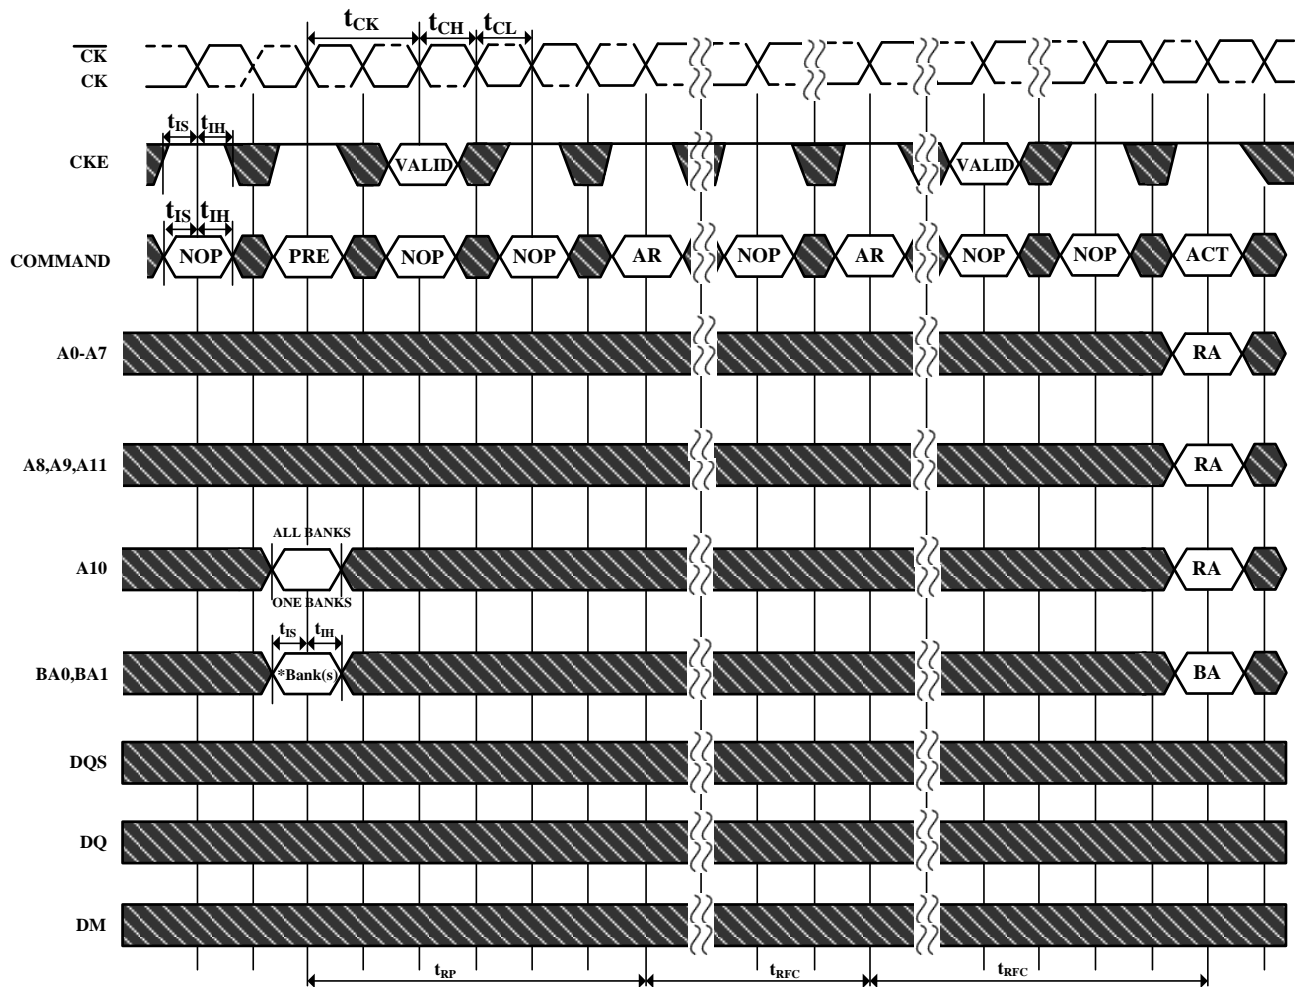 tCK tCH tCL
CK
CK
tIS tIH
CKE VALID VALID
tIS tIH
COMMAND NOP PRE NOP NOP AR NOP AR NOP NOP ACT
A0-A7 RA
A8,A9,A11 RA
ALL BANKS
A10 RA
ONE BANKS
tIS tIH
BA0,BA1 *Bank(s) BA
DQS
DQ
DM
tRP tRFC tRFC